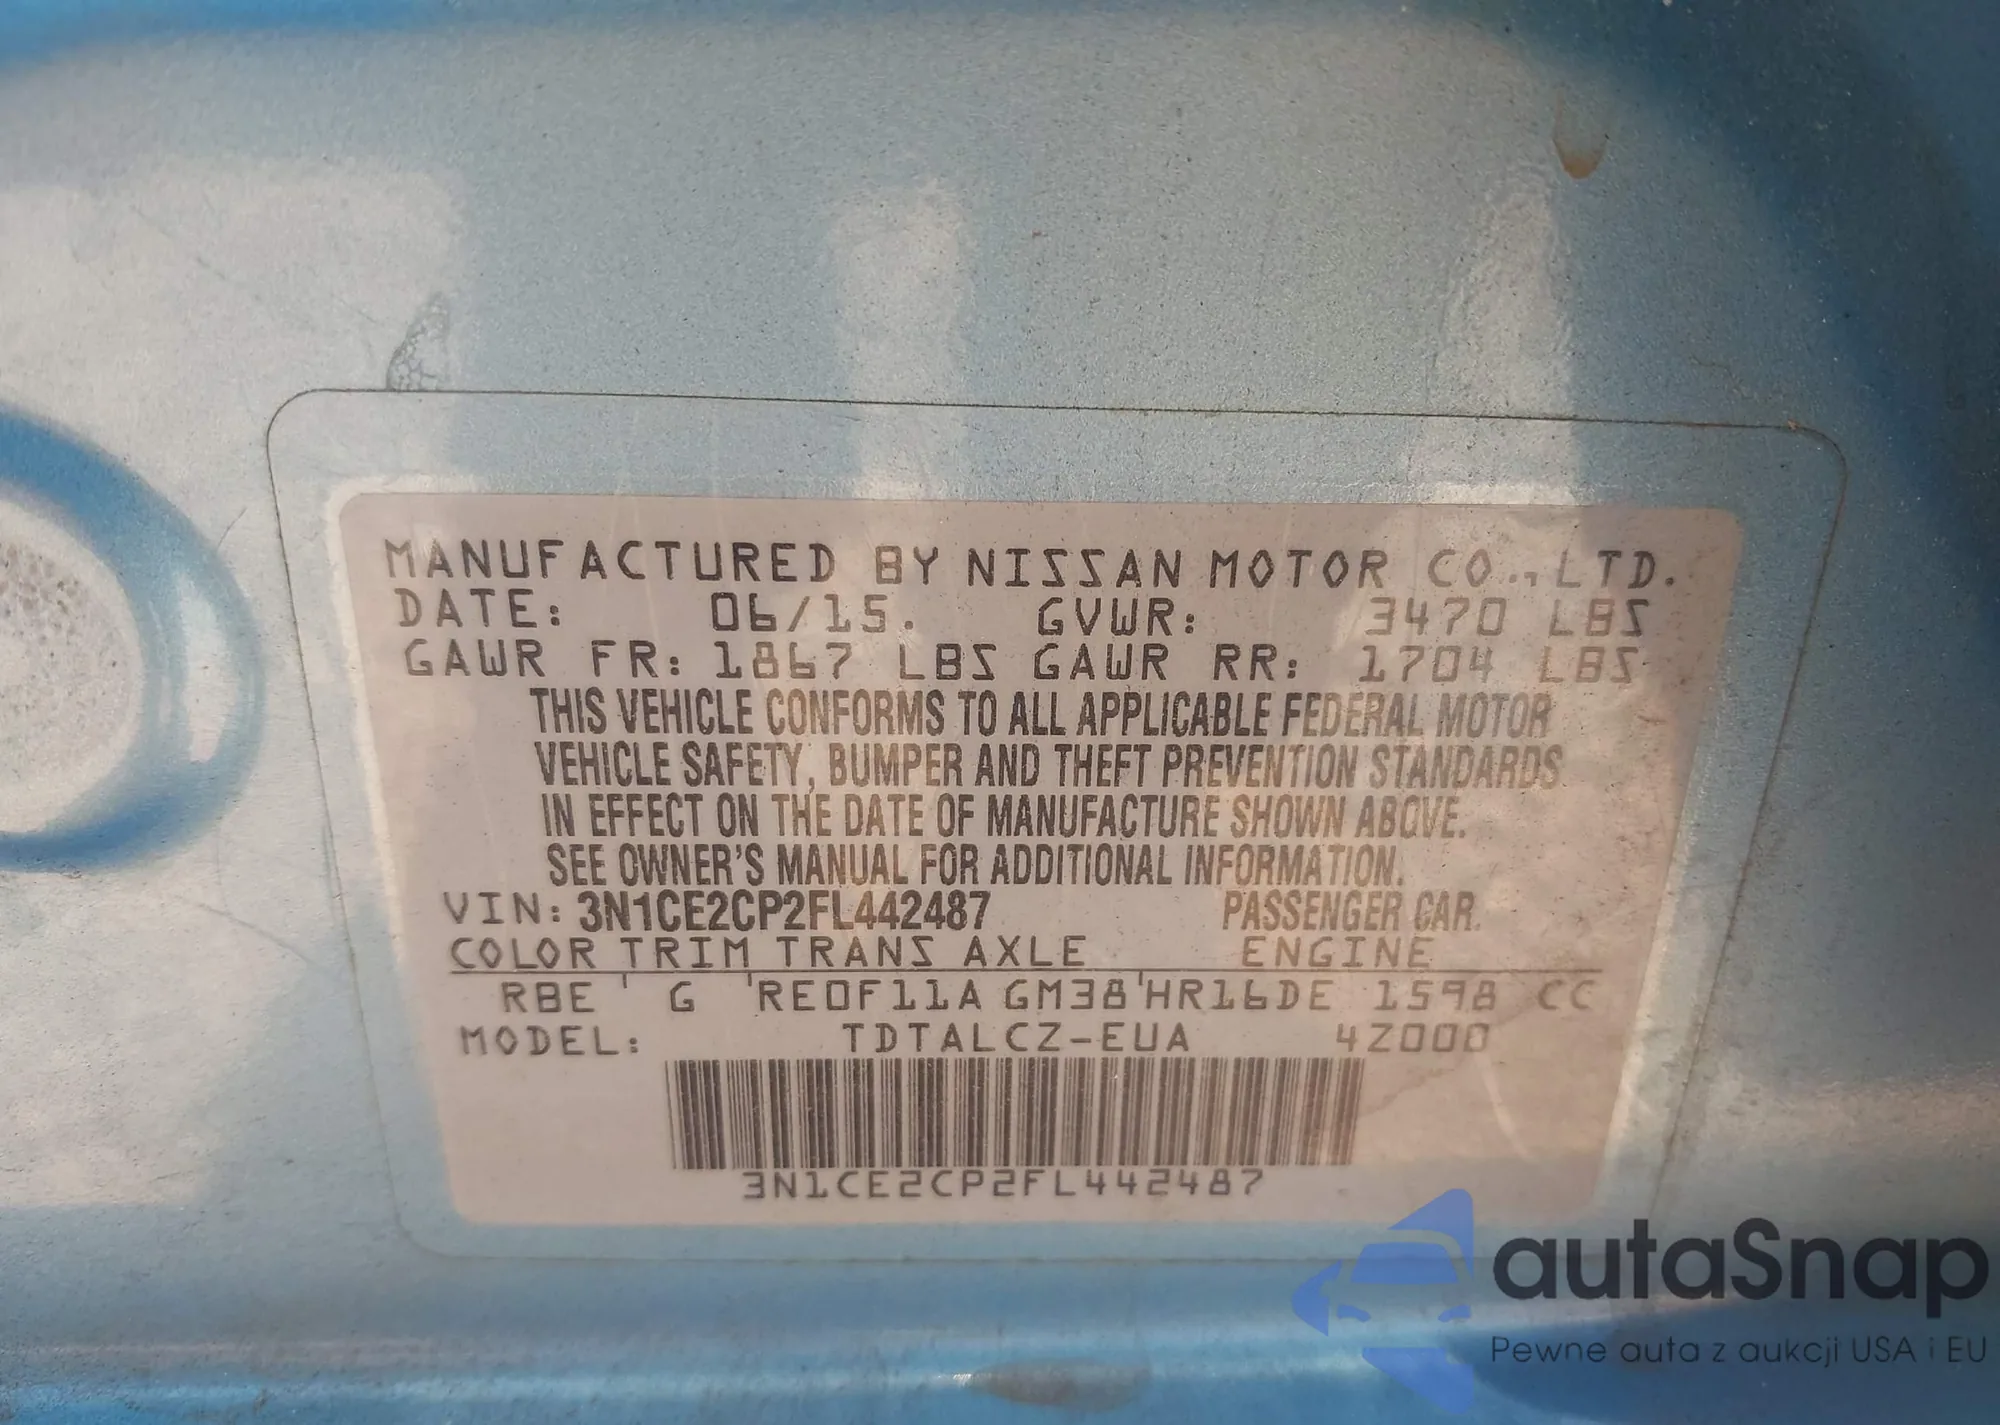 MANUFACTURED BY NISSAN MOTOR CO., LTD.
DATE: 06/15. GVWR: 3470 LBS
GAWR FR: 1867 LBS GAWR RR: 1704 LBS
THIS VEHICLE CONFORMS TO ALL APPLICABLE FEDERAL MOTOR
VEHICLE SAFETY, BUMPER AND THEFT PREVENTION STANDARDS
IN EFFECT ON THE DATE OF MANUFACTURE SHOWN ABOVE.
SEE OWNER'S MANUAL FOR ADDITIONAL INFORMATION.
VIN: 3N1CE2CP2FL442487 PASSENGER CAR.
COLOR TRIM TRANS AXLE ENGINE
RBE ' G 'RE0F11A GM38'HR16DE 1598 CC
MODEL: TDTALCZ-EUA 4Z000
3N1CE2CP2FL442487
autaSnap
Pewne auta z aukcji USA i EU